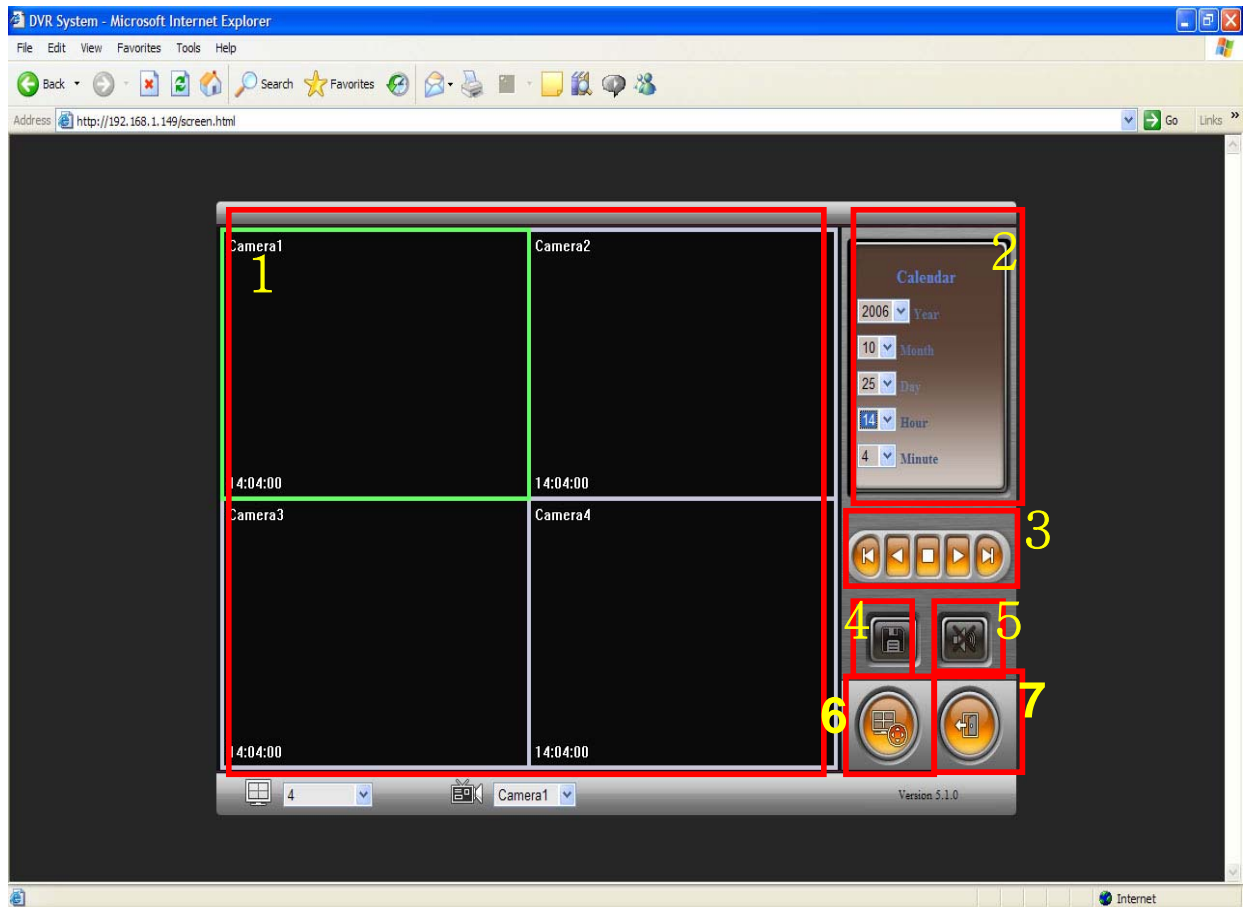 DVR System - Microsoft Internet Explorer
File Edit View Favorites Tools Help
Back Search Favorites
Address http://192.168.1.149/screen.html Go Links »
Camera1
1
Camera2
14:04:00
14:04:00
Camera3
Camera4
14:04:00
14:04:00
2
Calendar
2006 Year
10 Month
25 Day
14 Hour
4 Minute
3
4
5
6
7
4
Camera1
Version 5.1.0
Internet